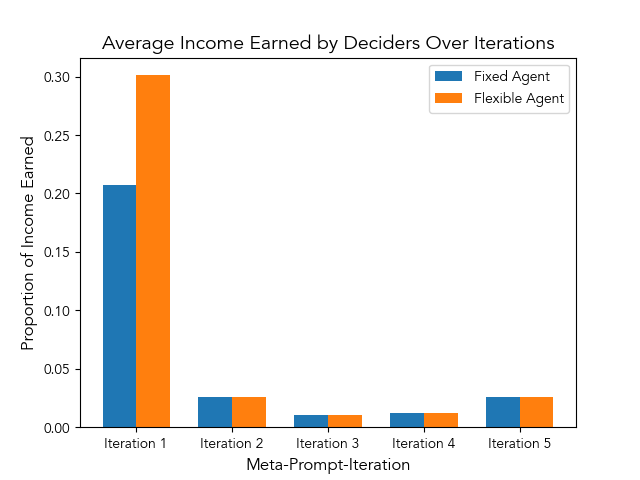 Average Income Earned by Deciders Over Iterations
Fixed Agent
Flexible Agent
Proportion of Income Earned
0.30
0.25
0.20
0.15
0.10
0.05
0.00
Iteration 1 Iteration 2 Iteration 3 Iteration 4 Iteration 5
Meta-Prompt-Iteration